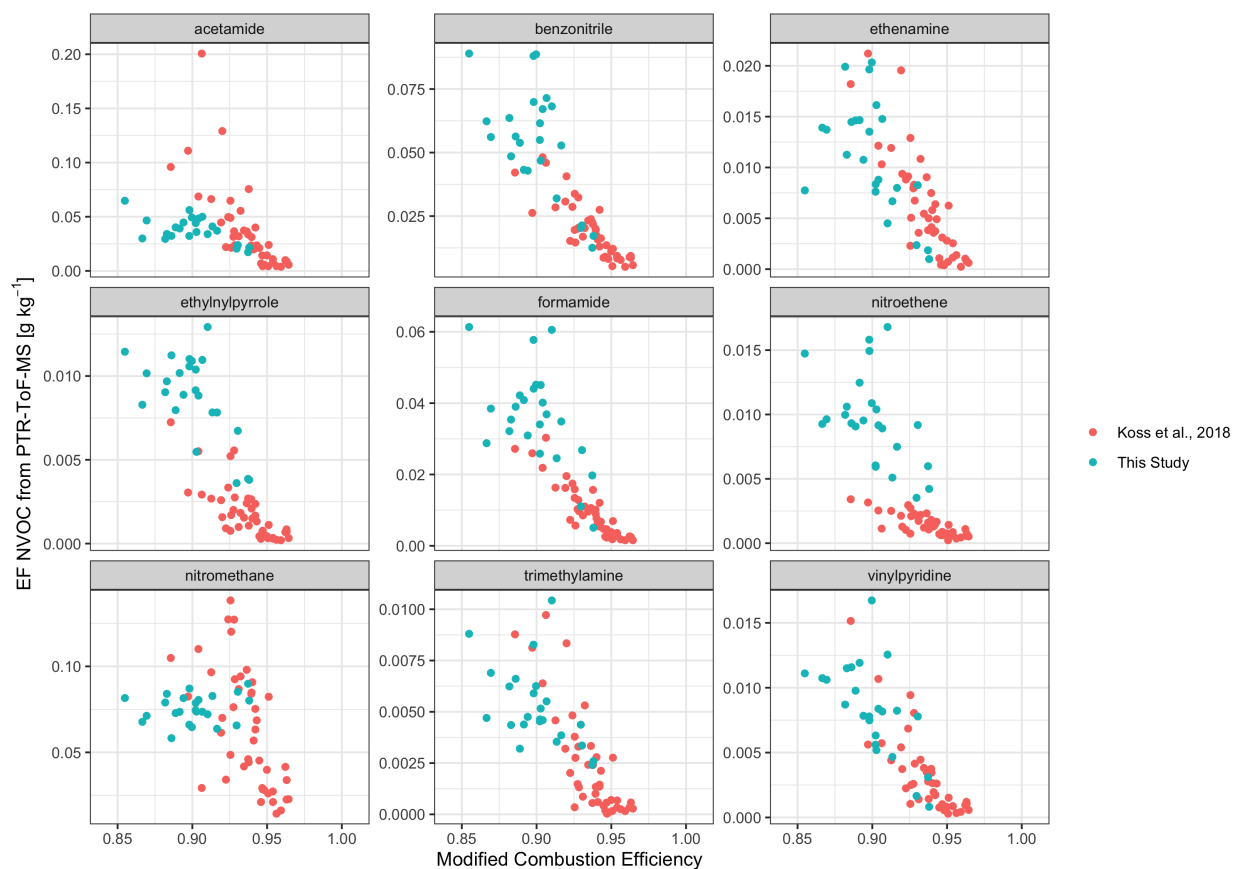 acetamide
benzonitrile
ethenamine
0.20
0.15
0.10
0.05
0.00
0.075
0.050
0.025
0.020
0.015
0.010
0.005
0.000
ethylnylpyrrole
formamide
nitroethene
0.010
0.005
0.000
0.06
0.04
0.02
0.00
0.015
0.010
0.005
0.000
nitromethane
trimethylamine
vinylpyridine
0.10
0.05
0.0100
0.0075
0.0050
0.0025
0.0000
0.015
0.010
0.005
0.000
0.85 0.90 0.95 1.00
0.85 0.90 0.95 1.00
0.85 0.90 0.95 1.00
Modified Combustion Efficiency
EF NVOC from PTR-ToF-MS [g kg⁻¹]
Koss et al., 2018
This Study